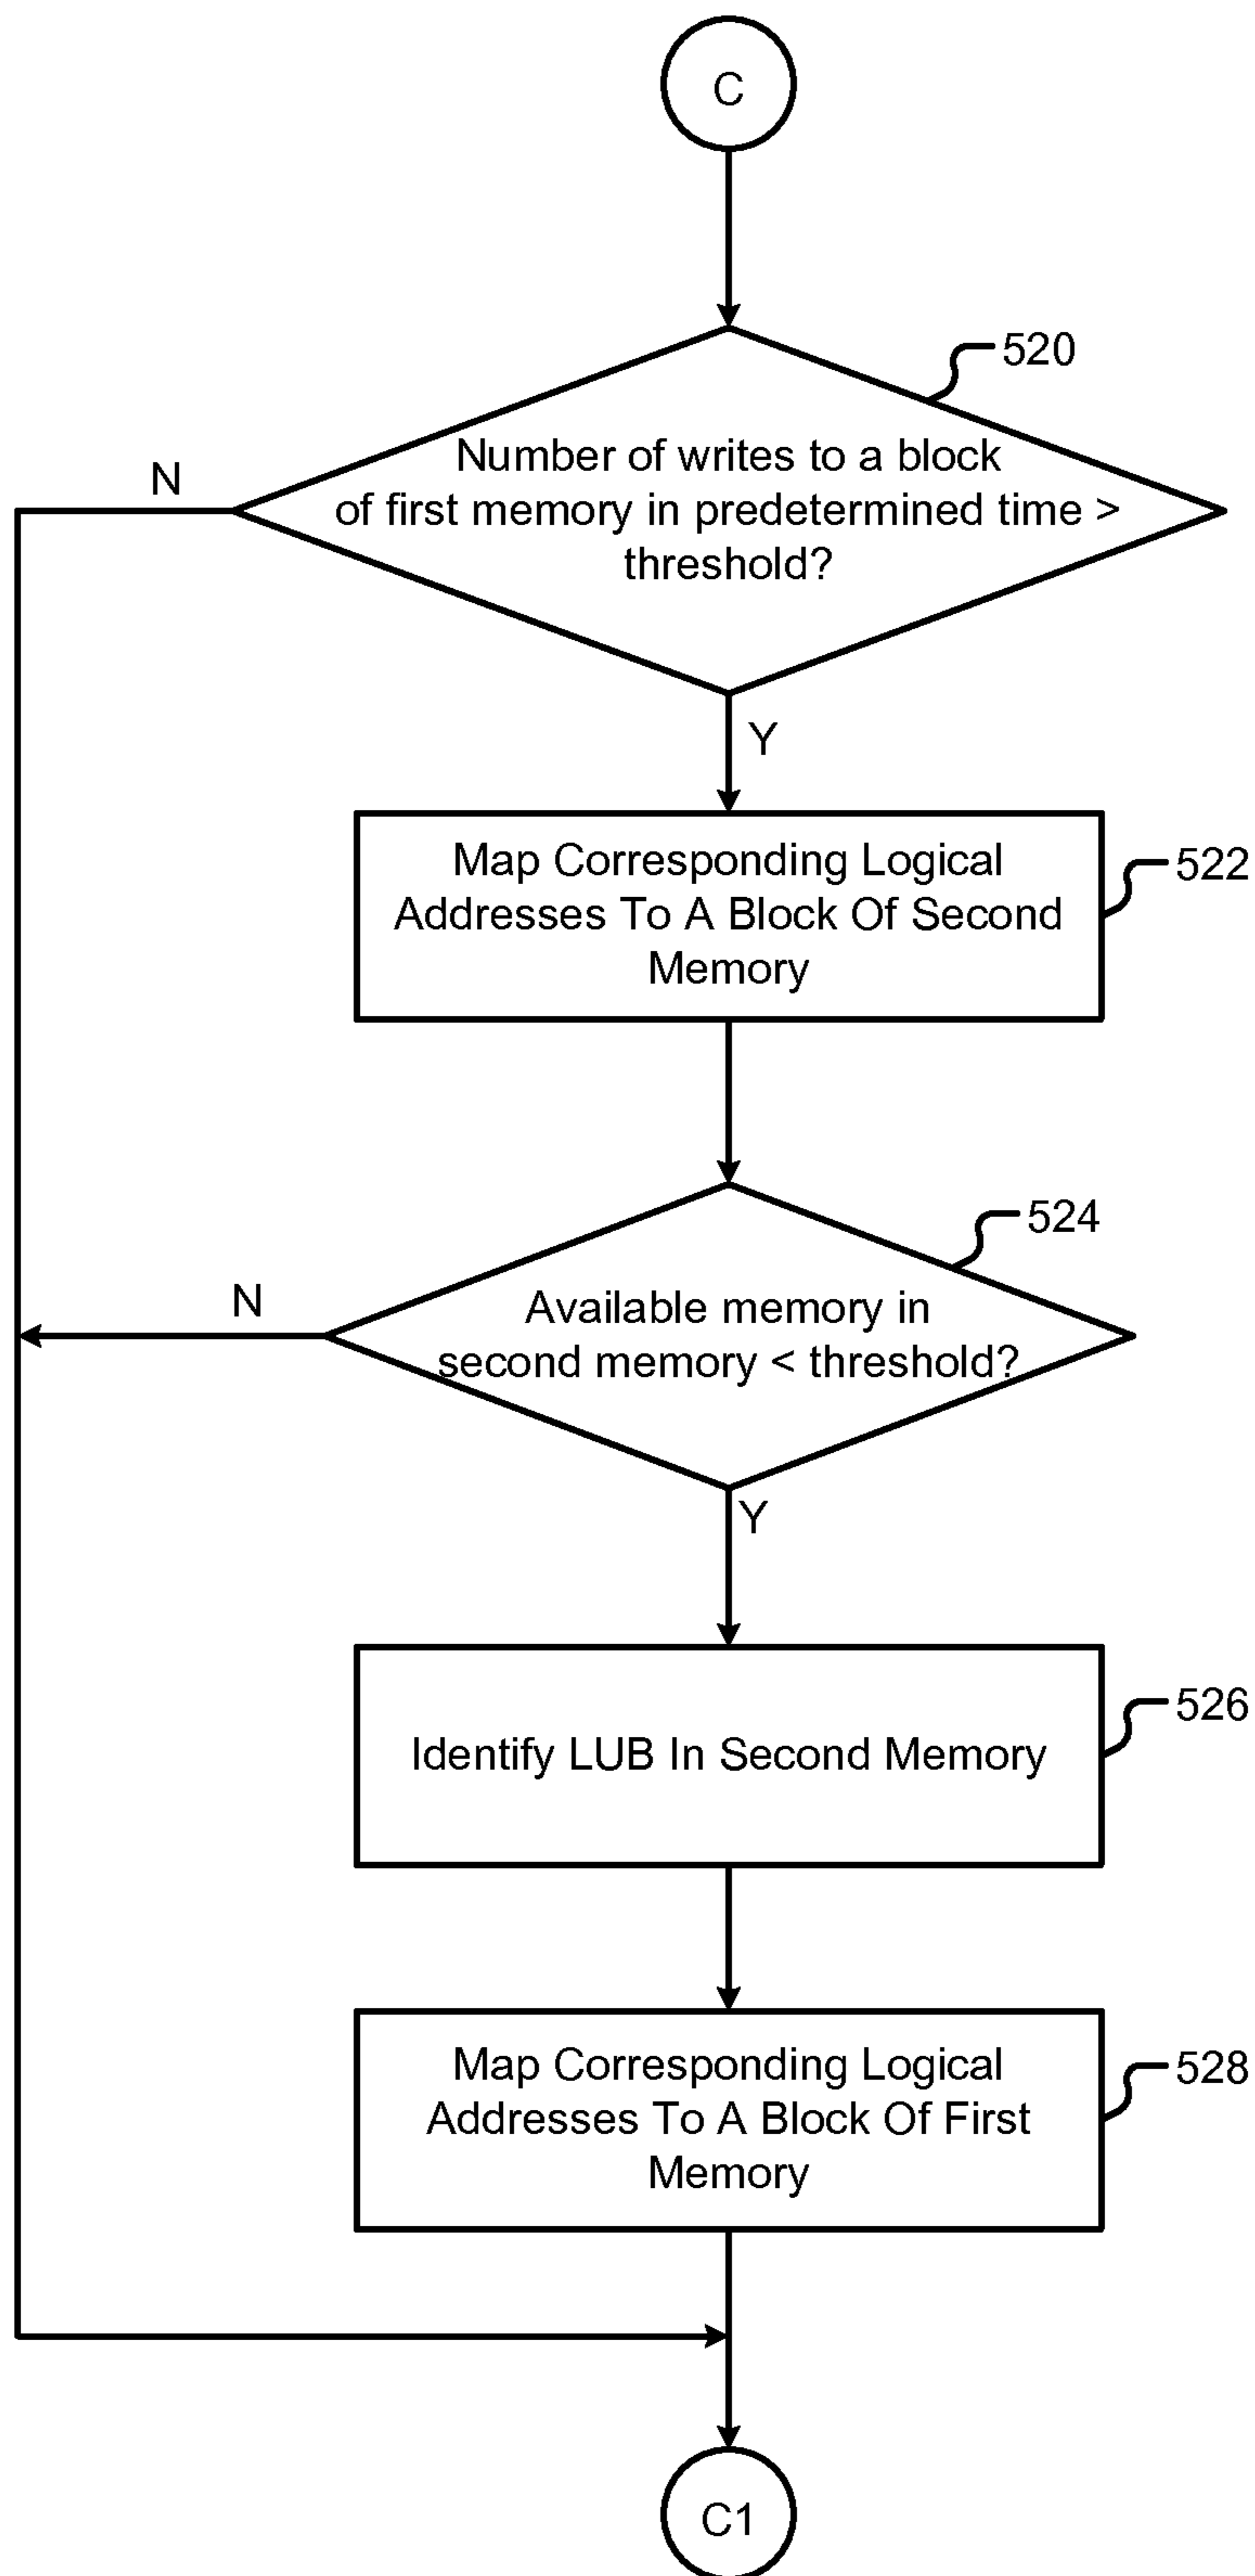 C
520
Number of writes to a block
of first memory in predetermined time >
threshold?
N
Y
Map Corresponding Logical
Addresses To A Block Of Second
Memory
522
524
Available memory in
second memory < threshold?
N
Y
Identify LUB In Second Memory
526
Map Corresponding Logical
Addresses To A Block Of First
Memory
528
C1